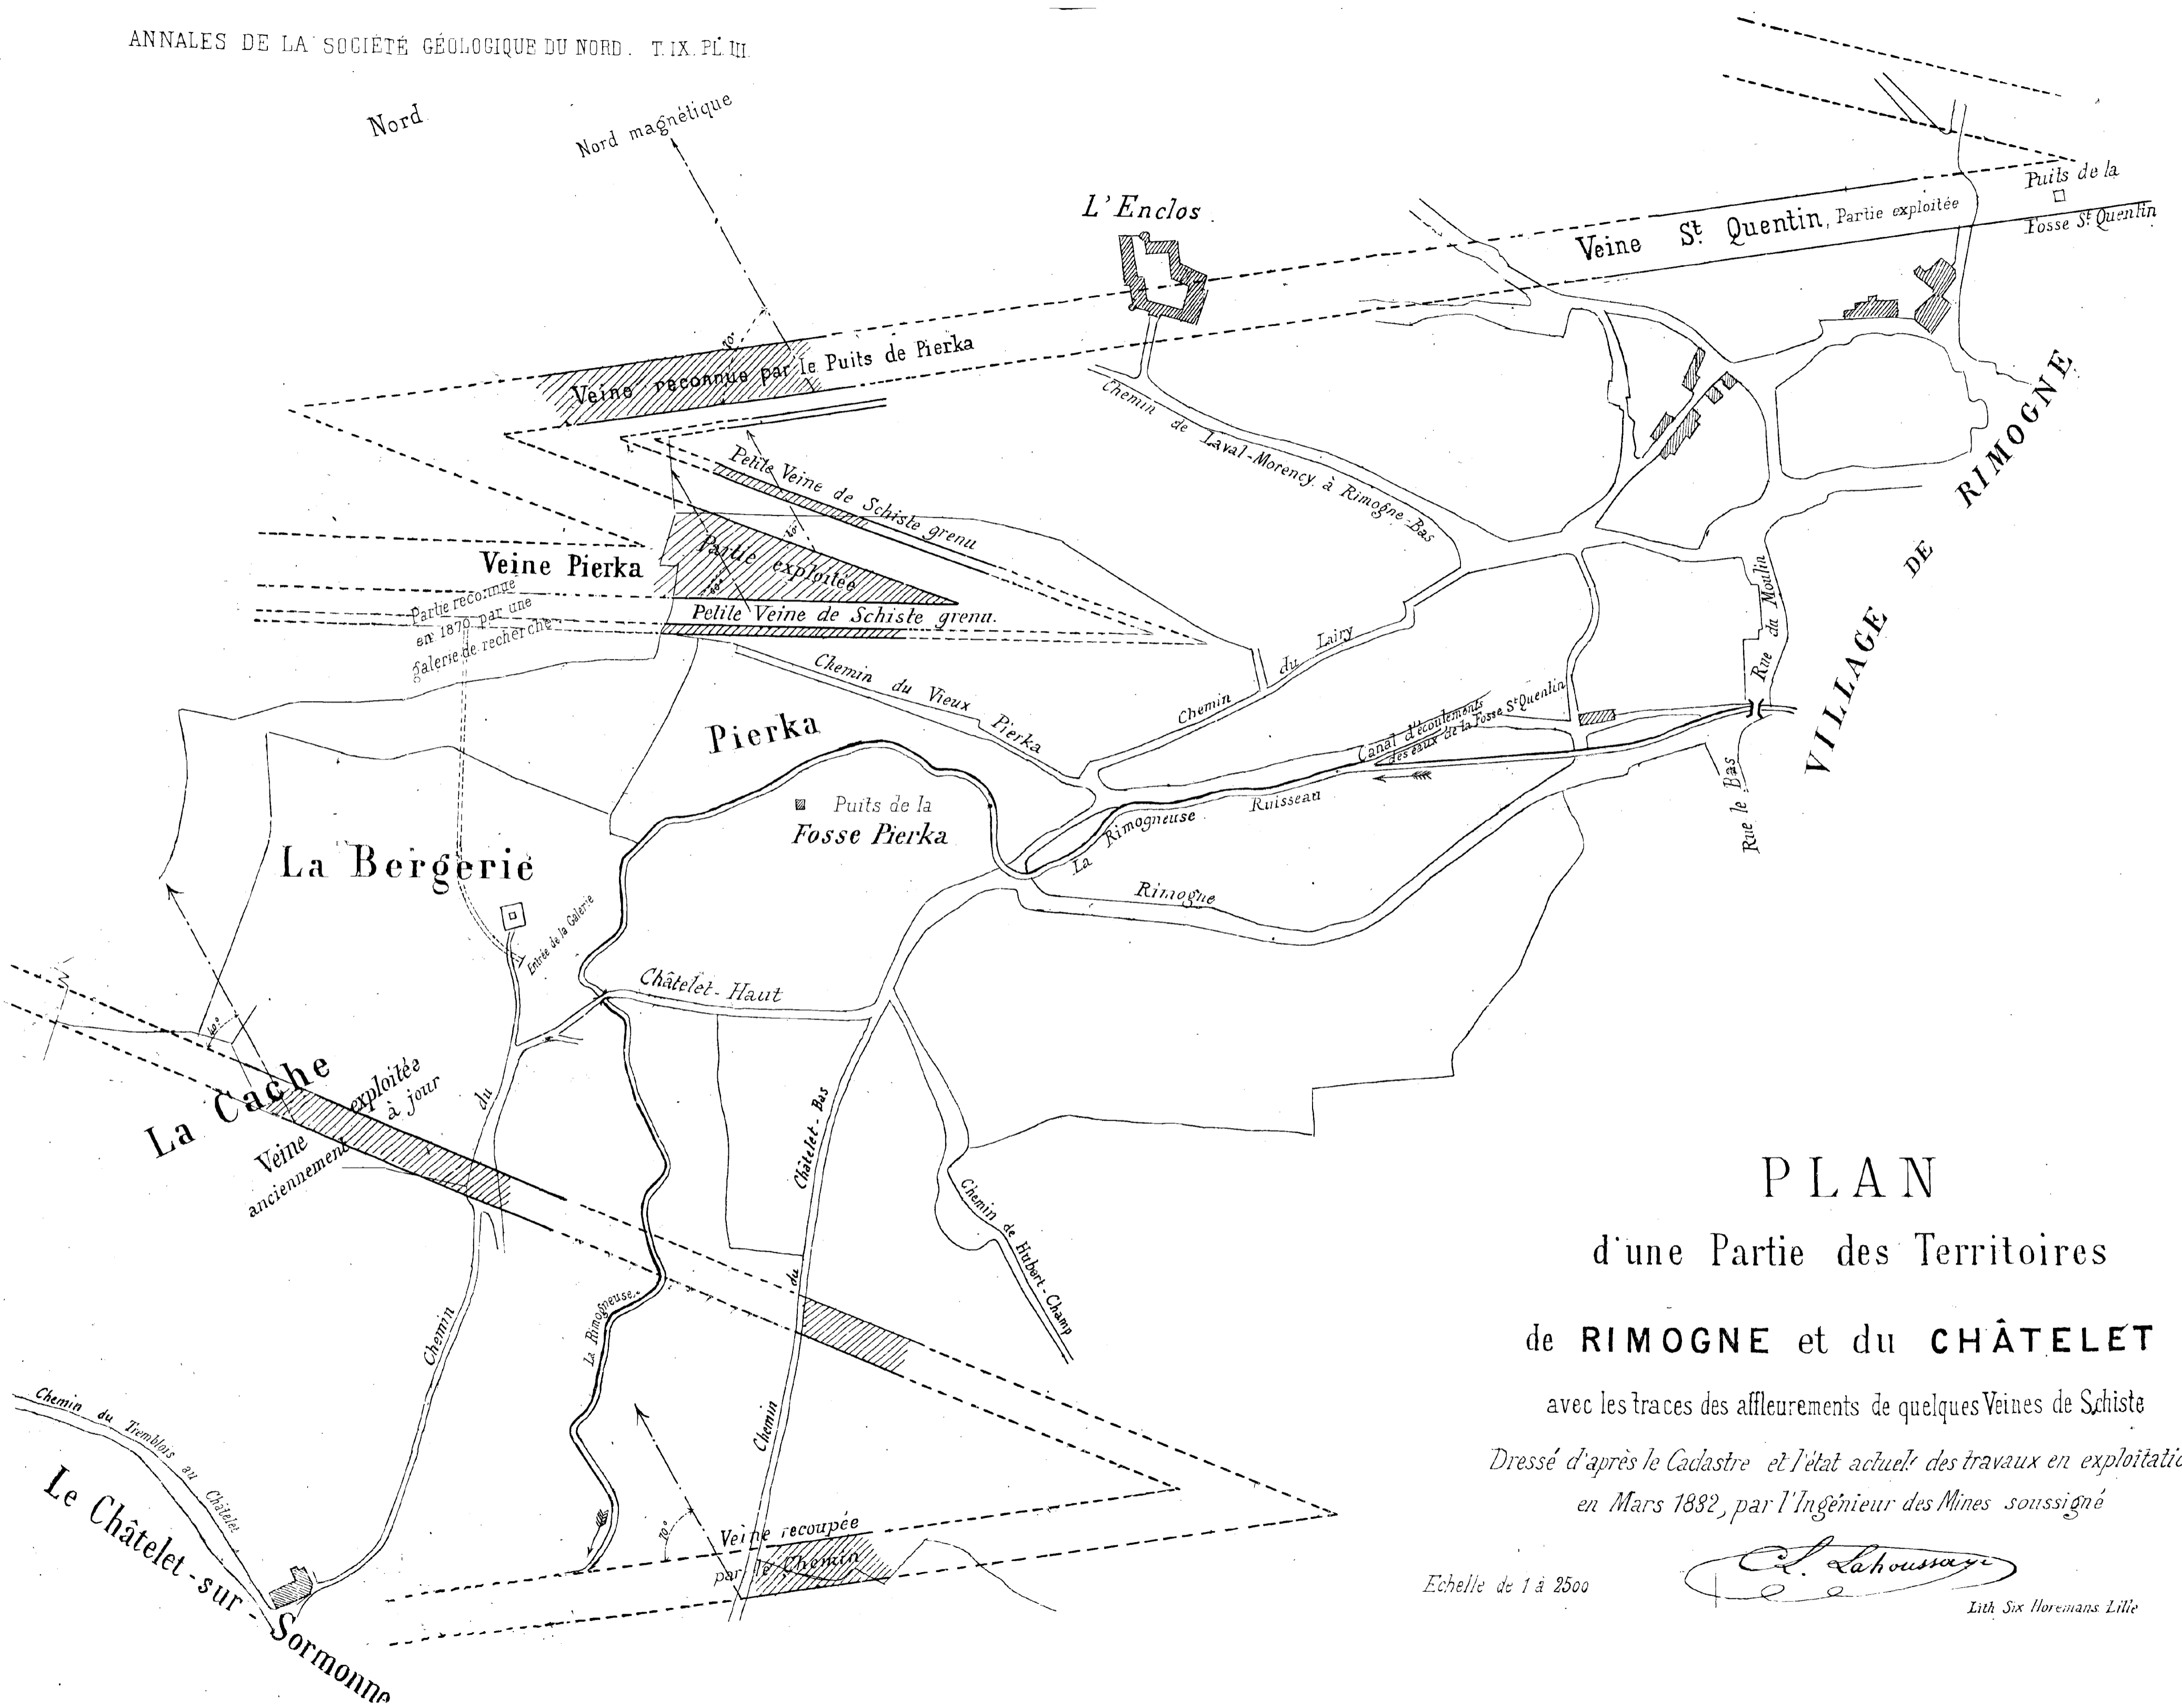 ANNALES DE LA SOCIÉTÉ GÉOLOGIQUE DU NORD. T. IX. PL. III.
Nord
Nord magnétique
L'Enclos
Puits de la
Fosse St Quentin
Veine St Quentin, Partie exploitée
70°
Veine reconnue par le Puits de Pierka
Chemin de Laval-Morency à Rimogne-Bas
VILLAGE DE RIMOGNE
Petite Veine de Schiste grenu
40°
Partie exploitée
Veine Pierka
Petite Veine de Schiste grenu.
Partie reconnue
en 1870 par une
galerie de recherche
Chemin du Vieux Pierka
Chemin du Lairy
Rue du Moulin
Pierka
Canal d'écoulements
des eaux de la Fosse St Quentin
Puits de la
Fosse Pierka
La Rimogneuse Ruisseau
Rue le Bas
La Bergerie
Rimogne
Entrée de la Galerie
Châtelet-Haut
40°
La Cache
Veine exploitée
anciennement à jour
du
Châtelet-Bas
Chemin de Hubert-Champ
du
La Rimogneuse
Chemin
Chemin
Chemin du Tremblois au Châtelet
Le Châtelet-sur-Sormonne
70°
Veine recoupée
par le Chemin
PLAN
d'une Partie des Territoires
de RIMOGNE et du CHÂTELET
avec les traces des affleurements de quelques Veines de Schiste
Dressé d'après le Cadastre et l'état actuel des travaux en exploitatio
en Mars 1882, par l'Ingénieur des Mines soussigné
Lahoussaye
Echelle de 1 à 2500
Lith. Six Horemans. Lille